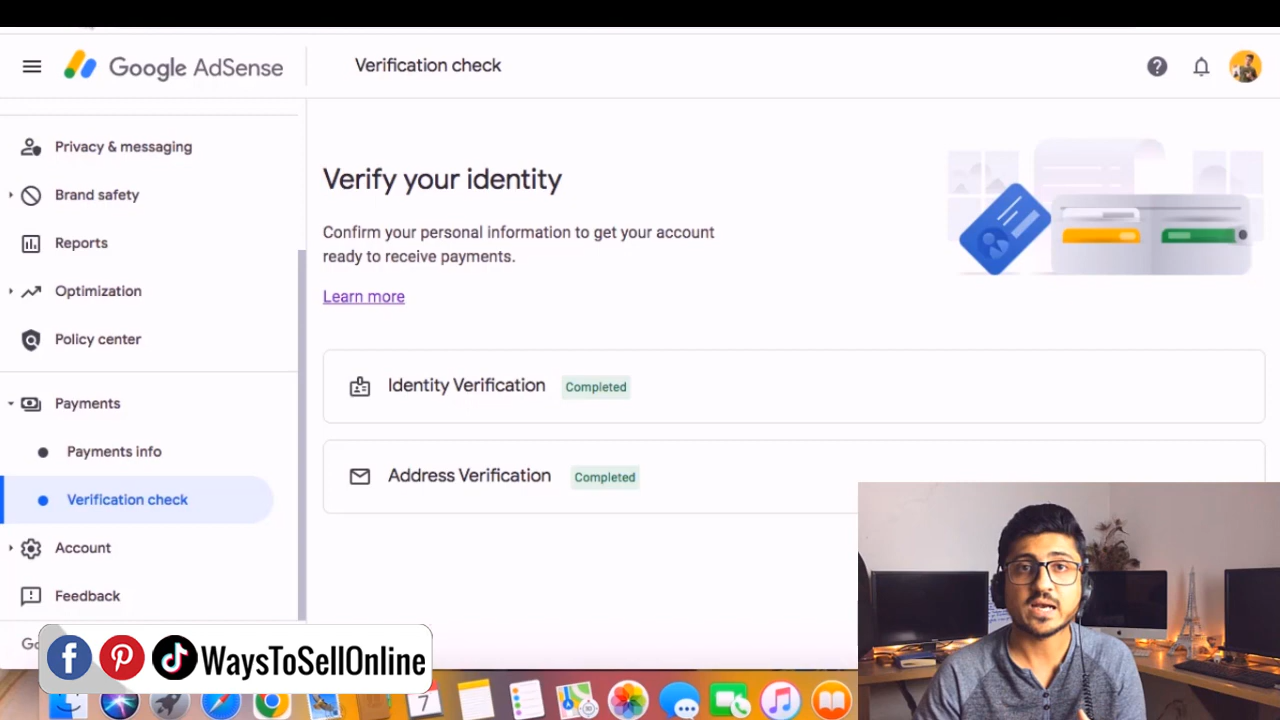 Google AdSense
Verification check
Privacy & messaging
Brand safety
Reports
Optimization
Policy center
Payments
Payments info
Verification check
Account
Feedback
Go
Verify your identity
Confirm your personal information to get your account
ready to receive payments.
Learn more
Identity Verification Completed
Address Verification Completed
WaysToSellOnline
7